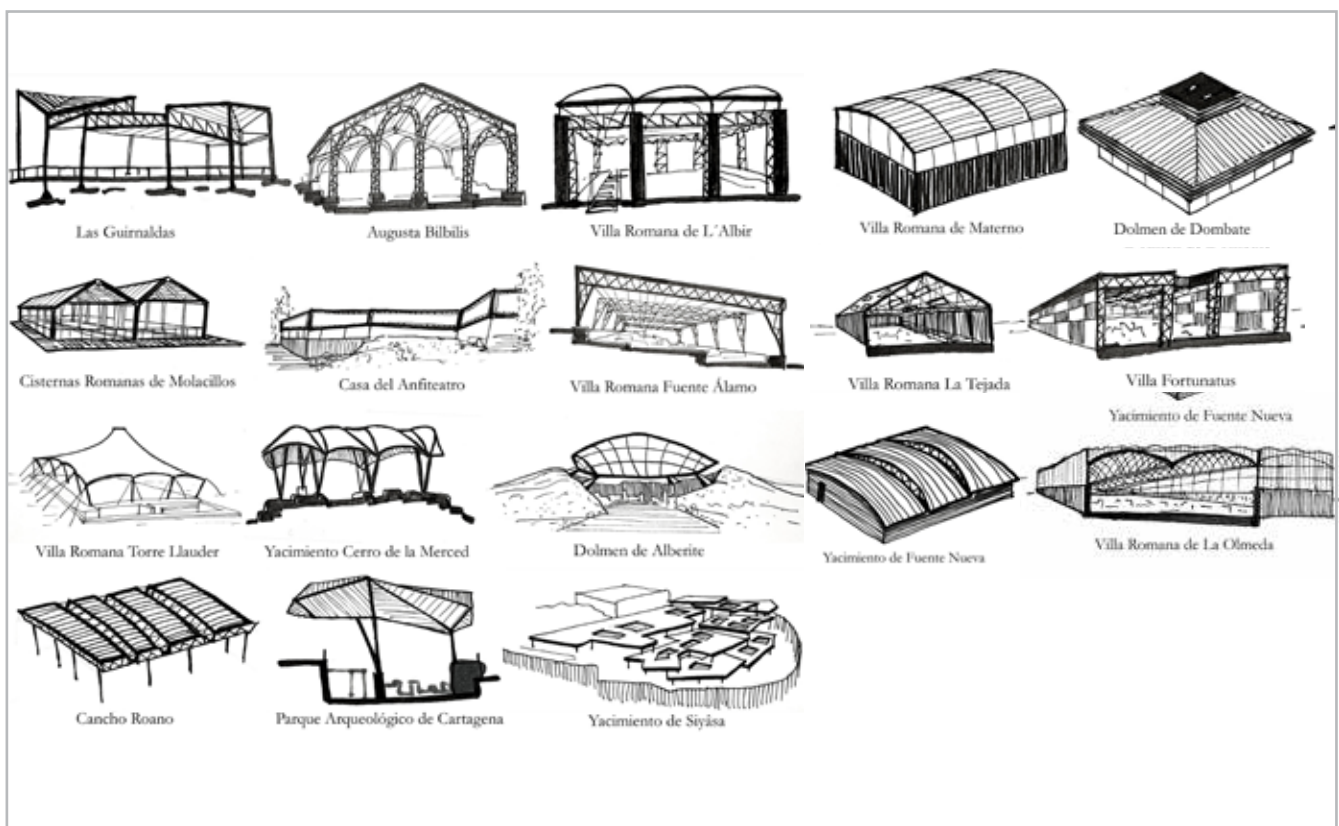 Las Guirnaldas
Augusta Bilbilis
Villa Romana de L´Albir
Villa Romana de Materno
Dolmen de Dombate
Cisternas Romanas de Molacillos
Casa del Anfiteatro
Villa Romana Fuente Álamo
Villa Romana La Tejada
Villa Fortunatus
Yacimiento de Fuente Nueva
Villa Romana Torre Llauder
Yacimiento Cerro de la Merced
Dolmen de Alberite
Yacimiento de Fuente Nueva
Villa Romana de La Olmeda
Cancho Roano
Parque Arqueológico de Cartagena
Yacimiento de Siyâsa